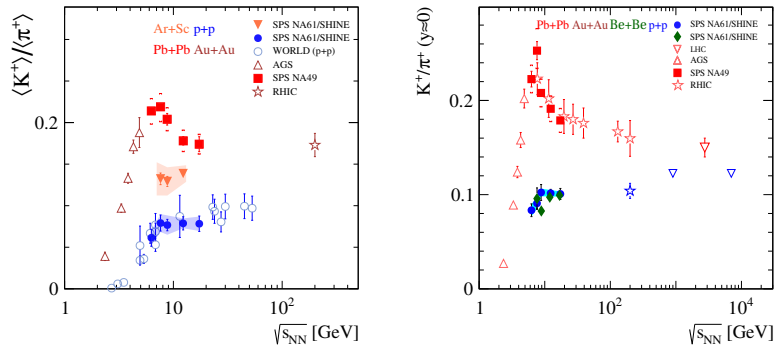 ⟨K⁺⟩/⟨π⁺⟩
Ar+Sc p+p
Pb+Pb Au+Au
SPS NA61/SHINE
SPS NA61/SHINE
WORLD (p+p)
AGS
SPS NA49
RHIC
0.2
0
1
10
10²
√s_NN [GeV]
K⁺/π⁺ (y≈0)
Pb+Pb Au+Au Be+Be p+p
SPS NA61/SHINE
SPS NA61/SHINE
LHC
AGS
SPS NA49
RHIC
0.2
0.1
0
1
10
10²
10³
10⁴
√s_NN [GeV]